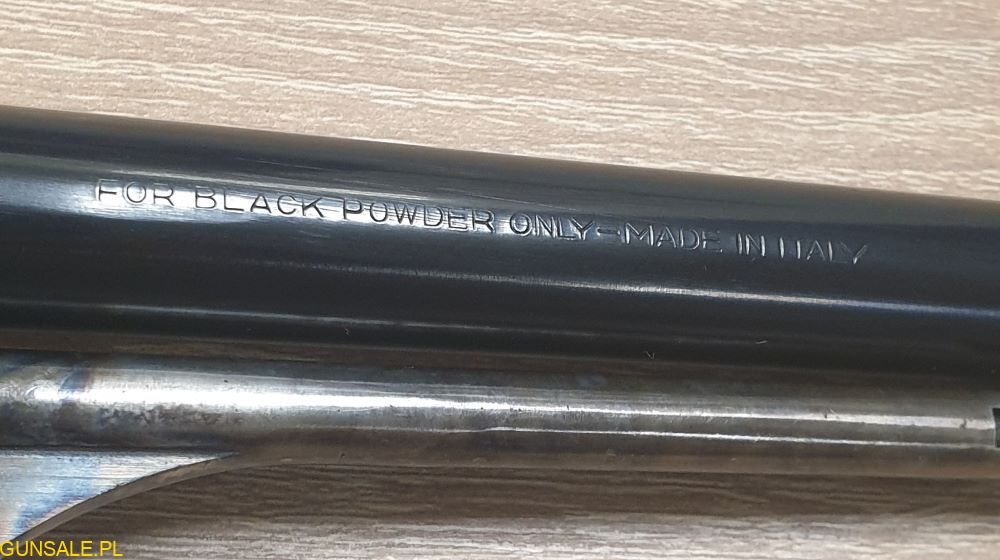 FOR BLACK POWDER ONLY-MADE IN ITALY
GUNSALE.PL